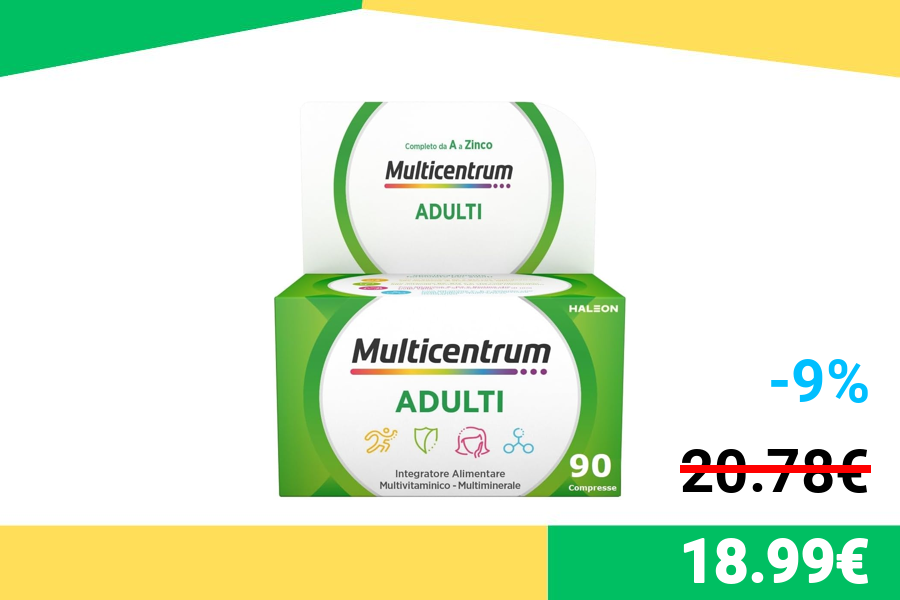 Completo da A a Zinco
Multicentrum
ADULTI
HALEON
Multicentrum
ADULTI
Integratore Alimentare
Multivitaminico - Multiminerale
90
Compresse
-9%
20.78€
18.99€